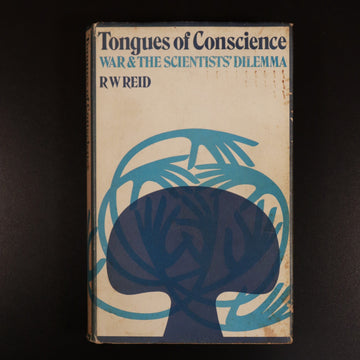 Tongues of Conscience
WAR & THE SCIENTISTS' DILEMMA
R W REID